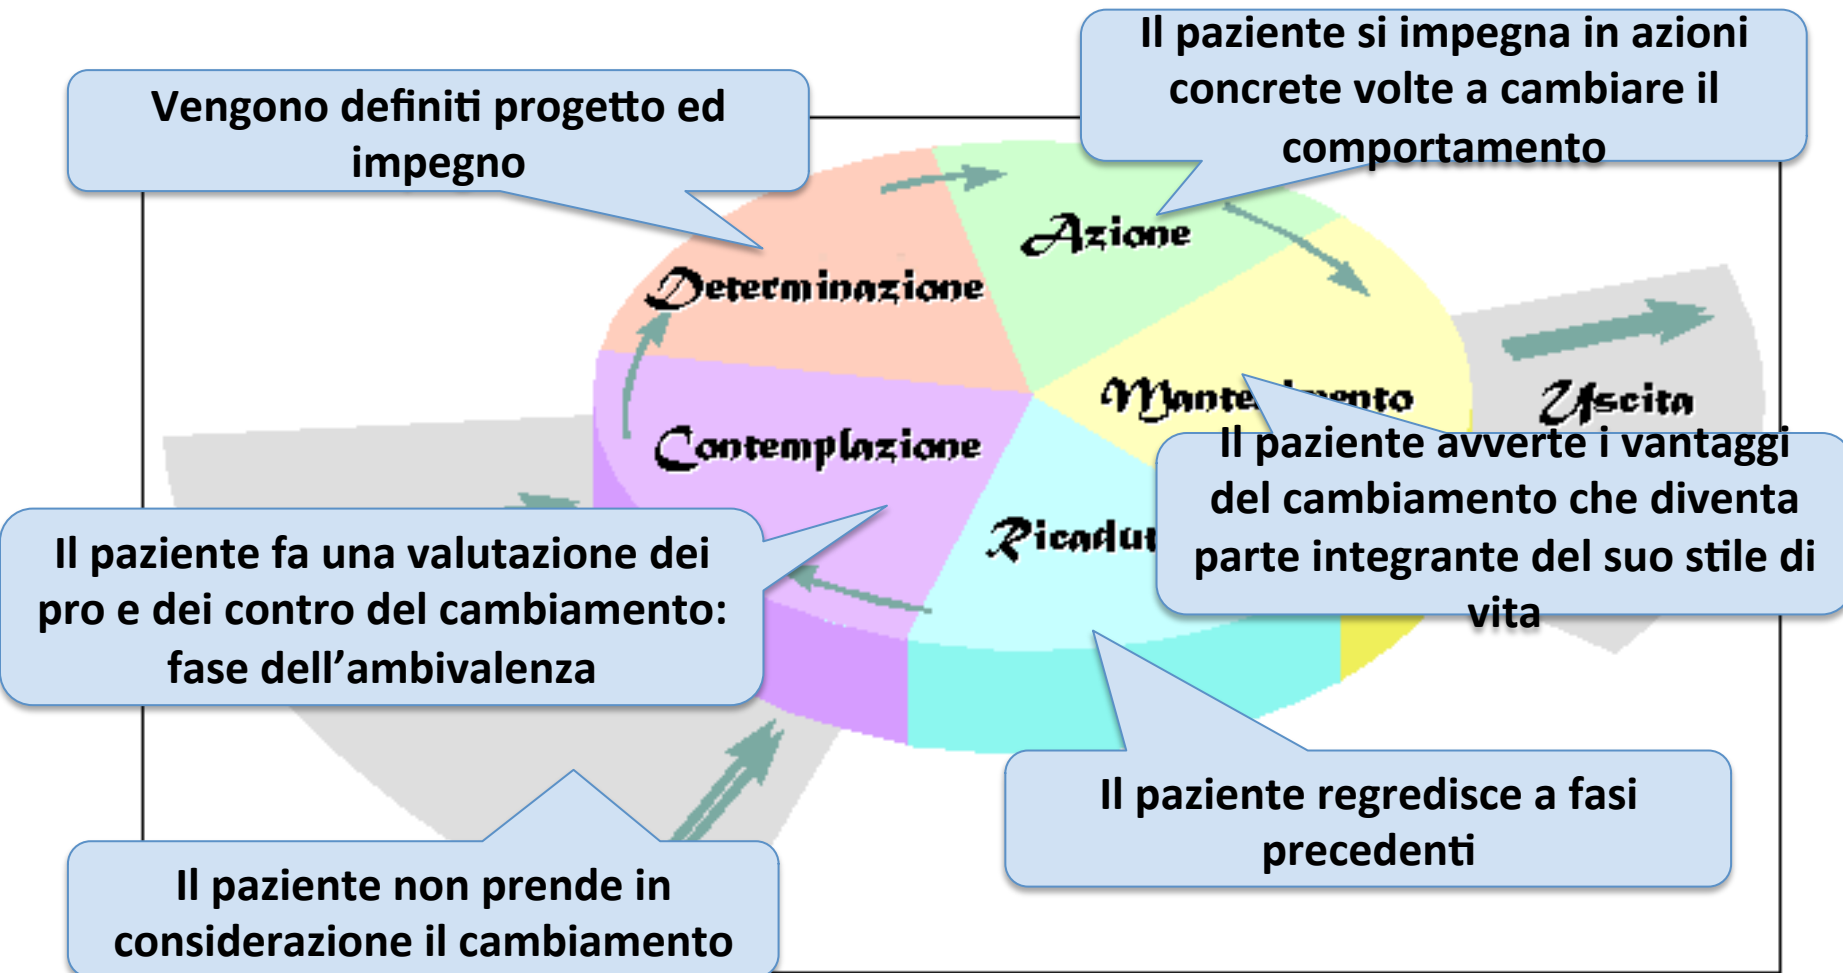 Il paziente si impegna in azioni
concrete volte a cambiare il
comportamento
Vengono definiti progetto ed
impegno
Azione
Determinazione
Uscita
Contemplazione
Il paziente avverte i vantaggi
del cambiamento che diventa
parte integrante del suo stile di
vita
Il paziente fa una valutazione dei
pro e dei contro del cambiamento:
fase dell’ambivalenza
Il paziente regredisce a fasi
precedenti
Il paziente non prende in
considerazione il cambiamento